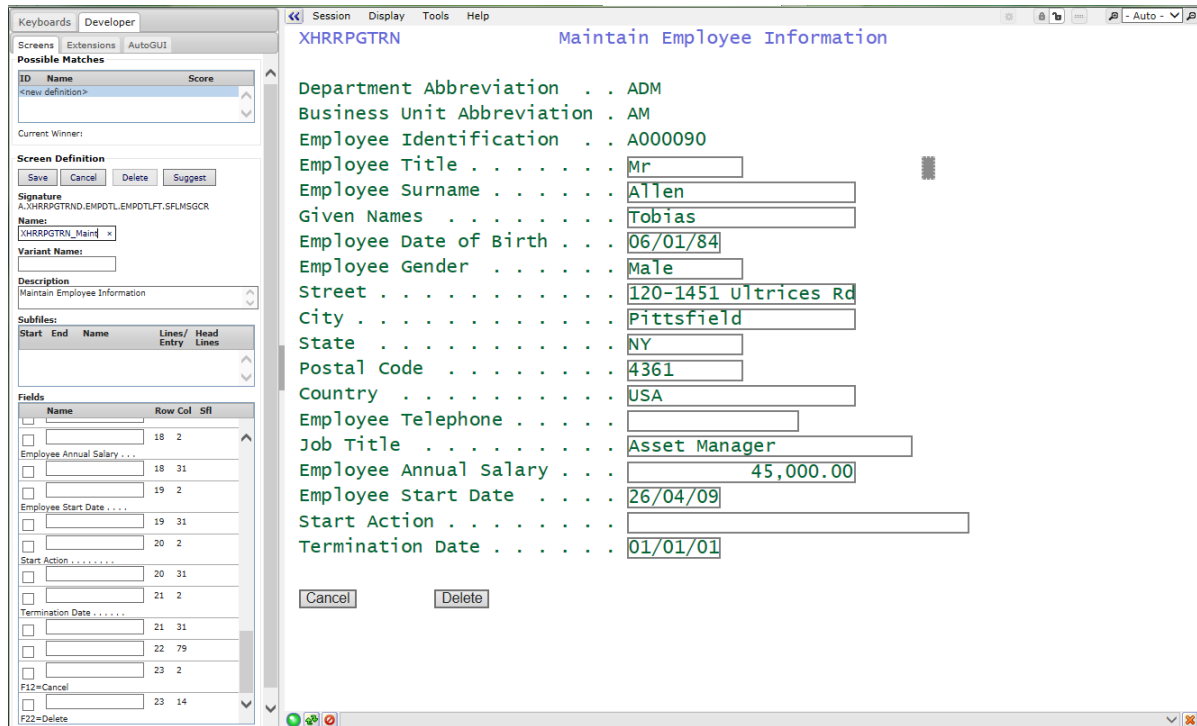 Keyboards Developer
Screens Extensions AutoGUI
Possible Matches
ID Name Score
<new definition>
Current Winner:
Screen Definition
Save Cancel Delete Suggest
Signature
A.XHRRPGTRND.EMPDTL.EMPDTLFT.SFLMSGCR
Name:
XHRRPGTRN_Maint ×
Variant Name:
Description
Maintain Employee Information
Subfiles:
Start End Name Lines/ Head
Entry Lines
Fields
Name Row Col Sfl
18 2
Employee Annual Salary . . .
18 31
19 2
Employee Start Date . . . .
19 31
20 2
Start Action . . . . . . . .
20 31
21 2
Termination Date . . . . . .
21 31
22 79
23 2
F12=Cancel
23 14
F22=Delete
Session Display Tools Help
- Auto -
XHRRPGTRN Maintain Employee Information
Department Abbreviation . . ADM
Business Unit Abbreviation . AM
Employee Identification . . A000090
Employee Title . . . . . . . Mr
Employee Surname . . . . . . Allen
Given Names . . . . . . . Tobias
Employee Date of Birth . . . 06/01/84
Employee Gender . . . . . . Male
Street . . . . . . . . . . . 120-1451 Ultrices Rd
City . . . . . . . . . . . . Pittsfield
State . . . . . . . . . . . NY
Postal Code . . . . . . . . 4361
Country . . . . . . . . . . USA
Employee Telephone . . . . .
Job Title . . . . . . . . . Asset Manager
Employee Annual Salary . . . 45,000.00
Employee Start Date . . . . 26/04/09
Start Action . . . . . . . .
Termination Date . . . . . . 01/01/01
Cancel Delete